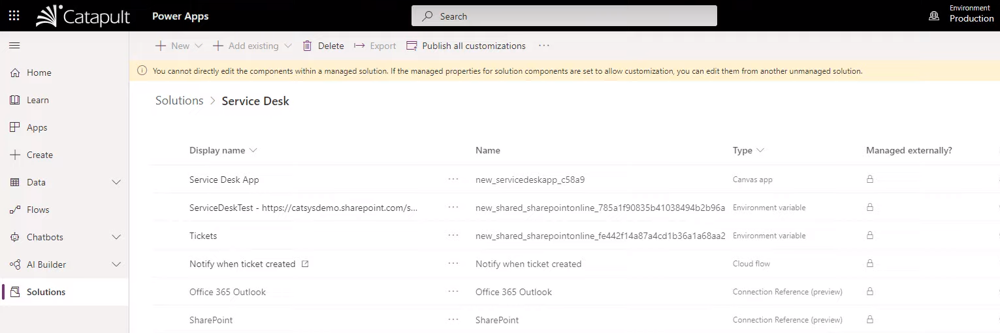 Catapult Power Apps Search Environment
Production
New Add existing Delete Export Publish all customizations ...
You cannot directly edit the components within a managed solution. If the managed properties for solution components are set to allow customization, you can edit them from another unmanaged solution.
Home
Learn
Apps
Create
Data
Flows
Chatbots
AI Builder
Solutions
Solutions > Service Desk
Display name Name Type Managed externally?
Service Desk App ... new_servicedeskapp_c58a9 Canvas app
ServiceDeskTest - https://catsysdemo.sharepoint.com/s... ... new_shared_sharepointonline_785a1f90835b41038494b2b96a Environment variable
Tickets ... new_shared_sharepointonline_fe442f14a87a4cd1b36a1a68aa2 Environment variable
Notify when ticket created ... Notify when ticket created Cloud flow
Office 365 Outlook ... Office 365 Outlook Connection Reference (preview)
SharePoint ... SharePoint Connection Reference (preview)